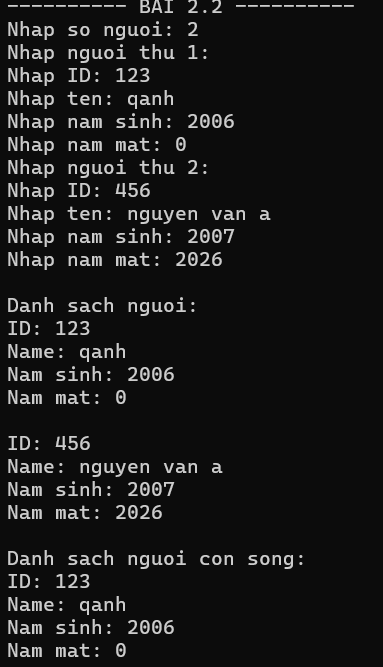 ---------- BAI 2.2 ----------
Nhap so nguoi: 2
Nhap nguoi thu 1:
Nhap ID: 123
Nhap ten: qanh
Nhap nam sinh: 2006
Nhap nam mat: 0
Nhap nguoi thu 2:
Nhap ID: 456
Nhap ten: nguyen van a
Nhap nam sinh: 2007
Nhap nam mat: 2026

Danh sach nguoi:
ID: 123
Name: qanh
Nam sinh: 2006
Nam mat: 0

ID: 456
Name: nguyen van a
Nam sinh: 2007
Nam mat: 2026

Danh sach nguoi con song:
ID: 123
Name: qanh
Nam sinh: 2006
Nam mat: 0